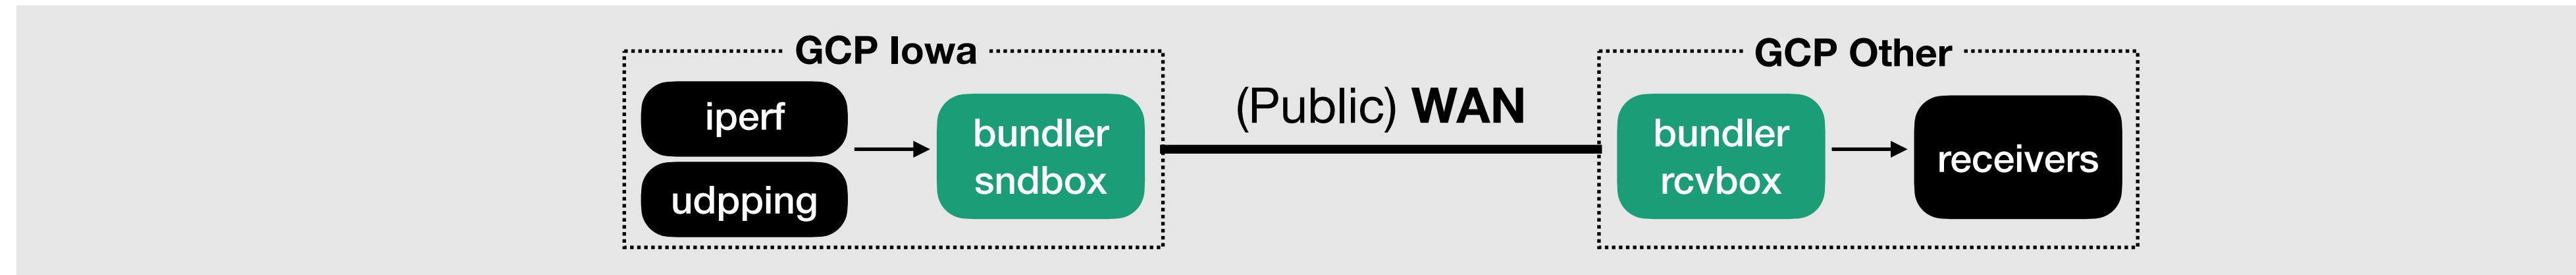 GCP Iowa
iperf
udpping
bundler
sndbox
(Public) WAN
GCP Other
bundler
rcvbox
receivers